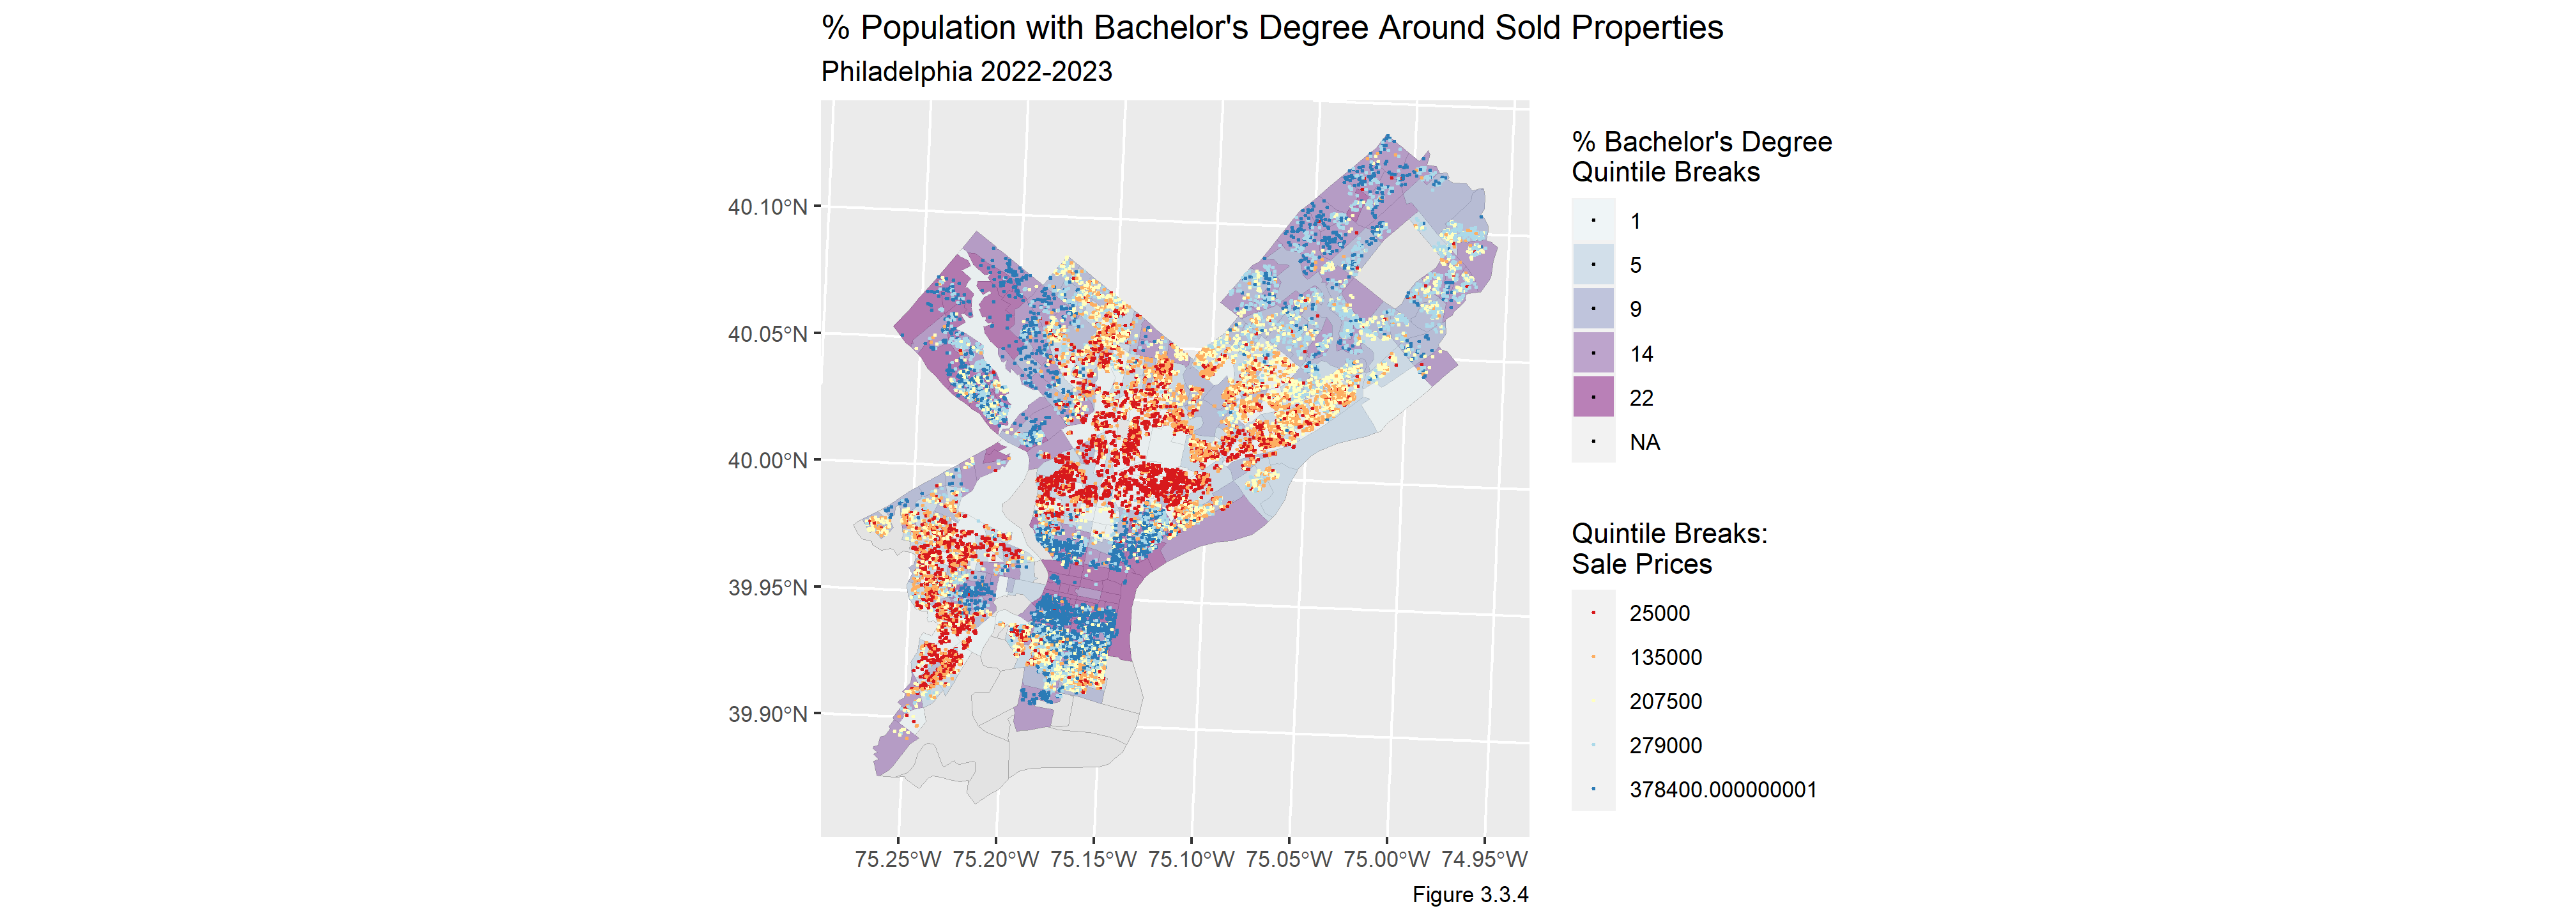 % Population with Bachelor's Degree Around Sold Properties
Philadelphia 2022-2023
40.10°N
40.05°N
40.00°N
39.95°N
39.90°N
75.25°W 75.20°W 75.15°W 75.10°W 75.05°W 75.00°W 74.95°W
Figure 3.3.4
% Bachelor's Degree
Quintile Breaks
1
5
9
14
22
NA
Quintile Breaks:
Sale Prices
25000
135000
207500
279000
378400.000000001